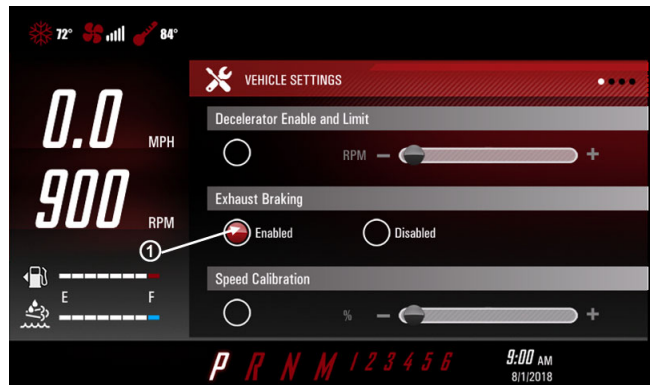 72° 84°
VEHICLE SETTINGS
0.0 MPH
900 RPM
E F
Decelerator Enable and Limit
RPM − +
Exhaust Braking
Enabled Disabled
1
Speed Calibration
% − +
P R N M 1 2 3 4 5 6
9:00 AM
8/1/2018